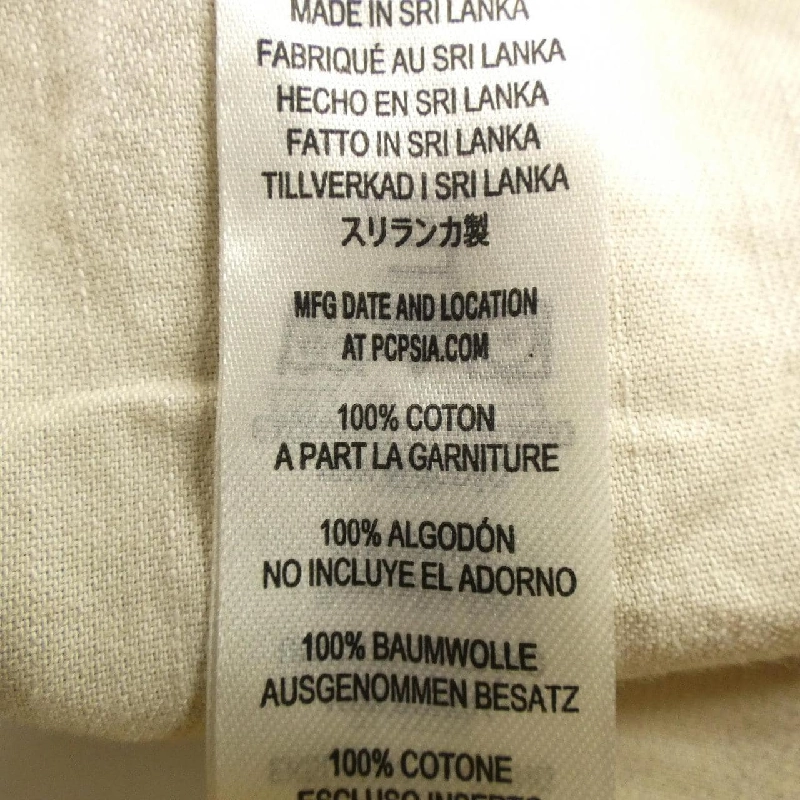 MADE IN SRI LANKA
FABRIQUÉ AU SRI LANKA
HECHO EN SRI LANKA
FATTO IN SRI LANKA
TILLVERKAD I SRI LANKA
スリランカ製
MFG DATE AND LOCATION
AT PCPSIA.COM
100% COTON
A PART LA GARNITURE
100% ALGODÓN
NO INCLUYE EL ADORNO
100% BAUMWOLLE
AUSGENOMMEN BESATZ
100% COTONE
ESCLUSO INSERTO